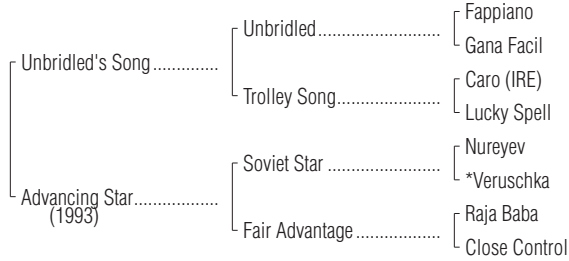 Fappiano
Unbridled....................
Gana Facil
Unbridled's Song..............
Caro (IRE)
Trolley Song.................
Lucky Spell
Nureyev
Soviet Star ...................
*Veruschka
Advancing Star.................
(1993)
Raja Baba
Fair Advantage..............
Close Control